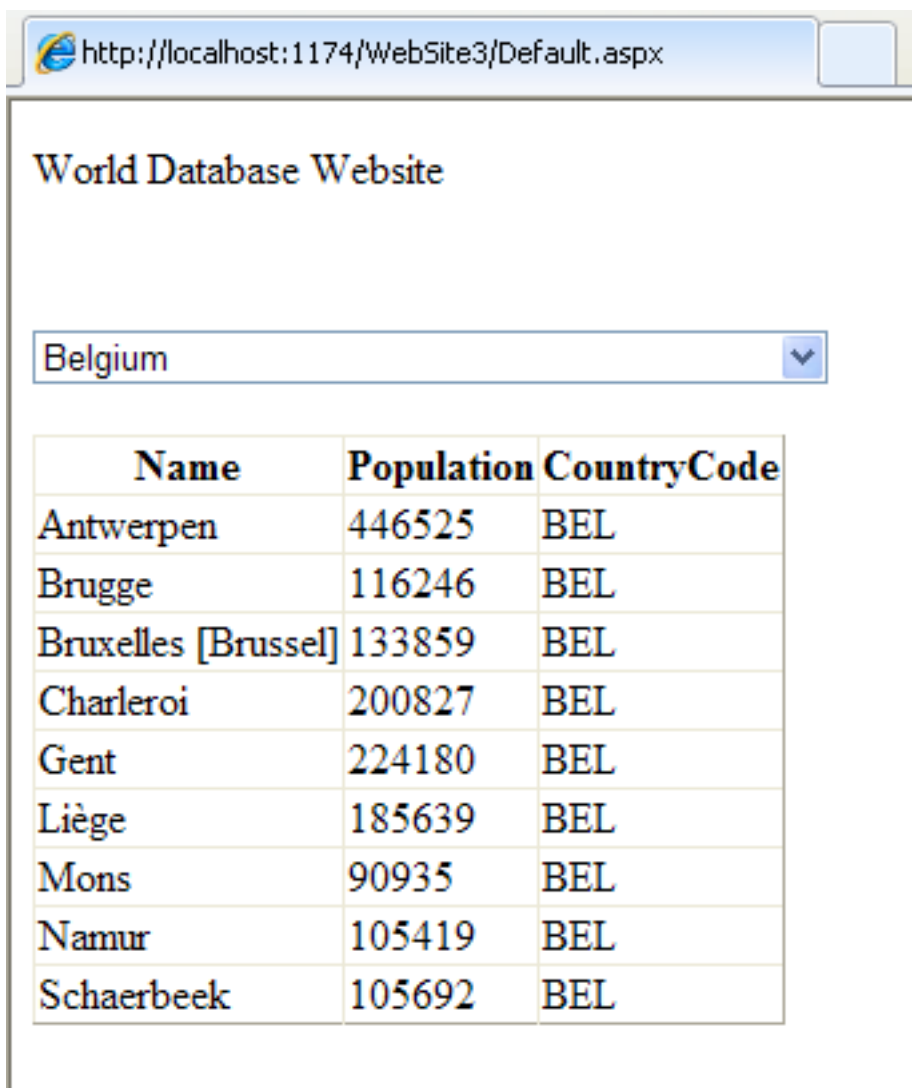 http://localhost:1174/WebSite3/Default.aspx
World Database Website
Belgium
Name Population CountryCode
Antwerpen 446525 BEL
Brugge 116246 BEL
Bruxelles [Brussel] 133859 BEL
Charleroi 200827 BEL
Gent 224180 BEL
Liège 185639 BEL
Mons 90935 BEL
Namur 105419 BEL
Schaerbeek 105692 BEL